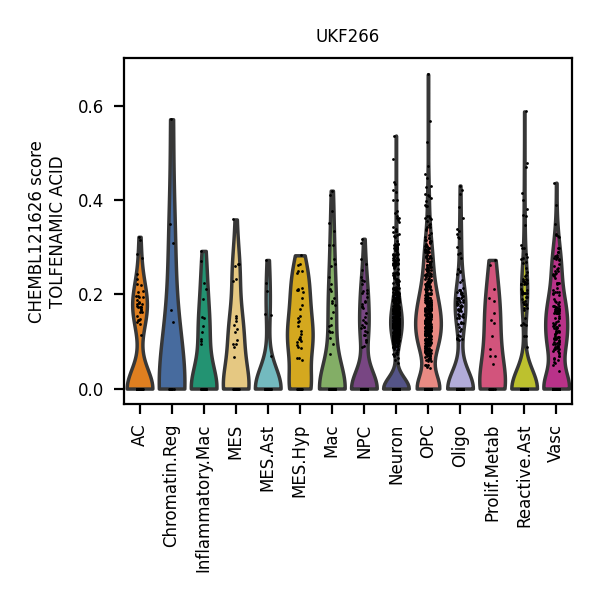 UKF266
CHEMBL121626 score
TOLFENAMIC ACID
0.6
0.4
0.2
0.0
AC
Chromatin.Reg
Inflammatory.Mac
MES
MES.Ast
MES.Hyp
Mac
NPC
Neuron
OPC
Oligo
Prolif.Metab
Reactive.Ast
Vasc